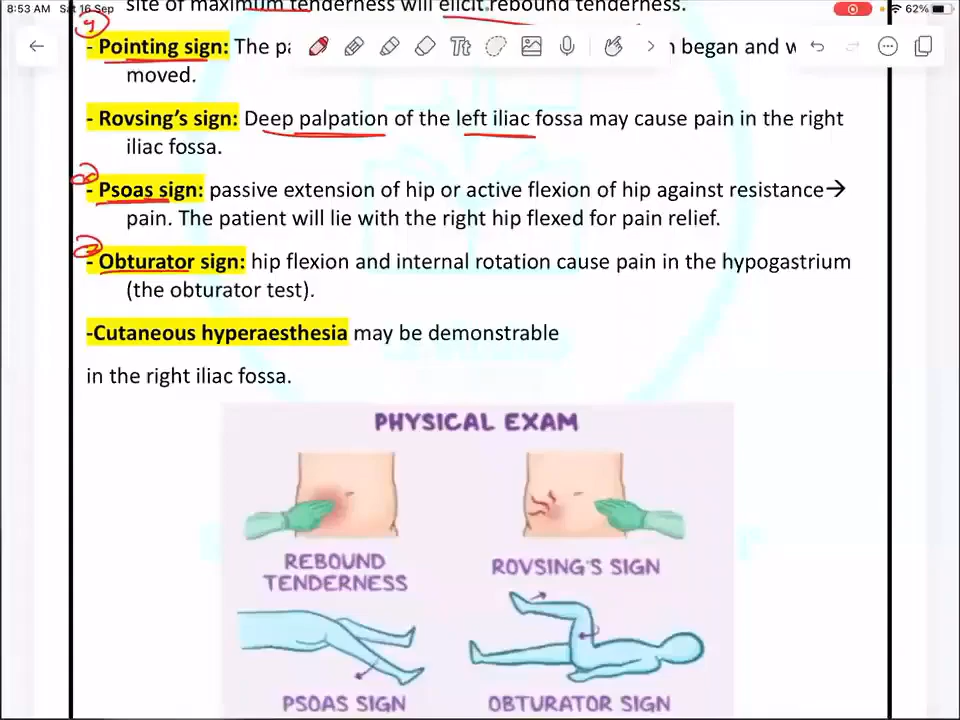 site of maximum tenderness will elicit rebound tenderness.
8:53 AM Sat 16 Sep
62%
- Pointing sign: The pa
n began and w
moved.
- Rovsing’s sign: Deep palpation of the left iliac fossa may cause pain in the right
iliac fossa.
- Psoas sign: passive extension of hip or active flexion of hip against resistance→
pain. The patient will lie with the right hip flexed for pain relief.
- Obturator sign: hip flexion and internal rotation cause pain in the hypogastrium
(the obturator test).
-Cutaneous hyperaesthesia may be demonstrable
in the right iliac fossa.
PHYSICAL EXAM
REBOUND
TENDERNESS
ROVSING'S SIGN
PSOAS SIGN
OBTURATOR SIGN